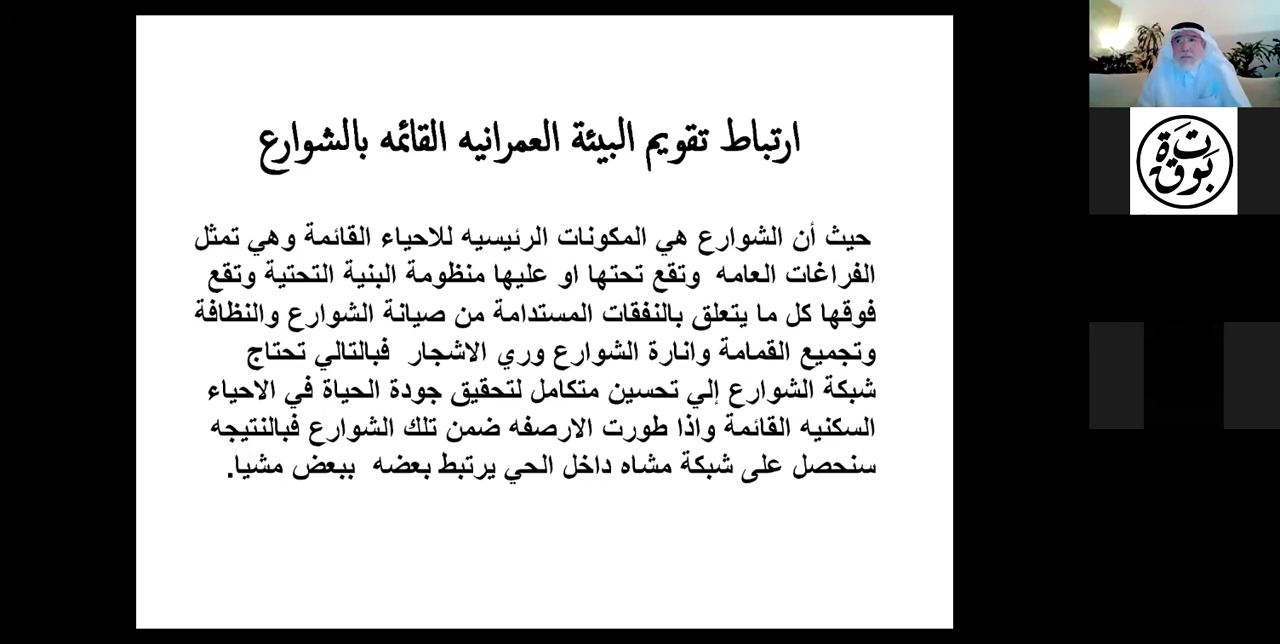 ارتباط تقويم البيئة العمرانيه القائمه بالشوارع
حيث أن الشوارع هي المكونات الرئيسيه للاحياء القائمة وهي تمثل
الفراغات العامه وتقع تحتها او عليها منظومة البنية التحتية وتقع
فوقها كل ما يتعلق بالنفقات المستدامة من صيانة الشوارع والنظافة
وتجميع القمامة وانارة الشوارع وري الاشجار فبالتالي تحتاج
شبكة الشوارع إلي تحسين متكامل لتحقيق جودة الحياة في الاحياء
السكنيه القائمة واذا طورت الارصفه ضمن تلك الشوارع فبالنتيجه
سنحصل على شبكة مشاه داخل الحي يرتبط بعضه ببعض مشيا.